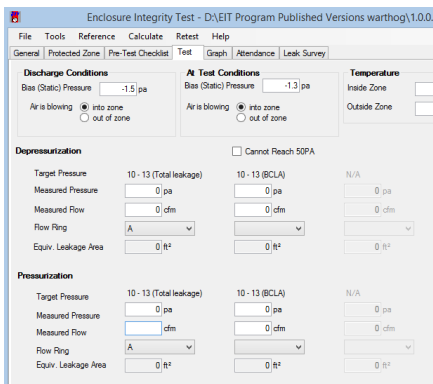 Enclosure Integrity Test - D:\EIT Program Published Versions warthog\1.0.0.
File Tools Reference Calculate Retest Help
General Protected Zone Pre-Test Checklist Test Graph Attendance Leak Survey
Discharge Conditions At Test Conditions Temperature
Bias (Static) Pressure -1.5 pa Bias (Static) Pressure -1.3 pa Inside Zone
Air is blowing into zone Air is blowing into zone Outside Zone
out of zone out of zone
Depressurization Cannot Reach 50PA
Target Pressure 10 - 13 (Total leakage) 10 - 13 (BCLA) N/A
Measured Pressure 0 pa 0 pa 0 pa
Measured Flow 0 cfm 0 cfm 0 cfm
Flow Ring A
Equiv. Leakage Area 0 ft² 0 ft² 0 ft²
Pressurization
Target Pressure 10 - 13 (Total leakage) 10 - 13 (BCLA) N/A
Measured Pressure 0 pa 0 pa 0 pa
Measured Flow cfm 0 cfm 0 cfm
Flow Ring A
Equiv. Leakage Area 0 ft² 0 ft² 0 ft²